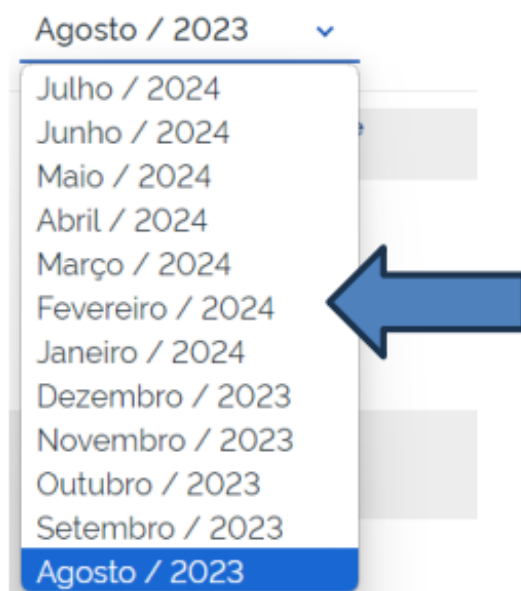 Agosto / 2023
Julho / 2024
Junho / 2024
Maio / 2024
Abril / 2024
Março / 2024
Fevereiro / 2024
Janeiro / 2024
Dezembro / 2023
Novembro / 2023
Outubro / 2023
Setembro / 2023
Agosto / 2023